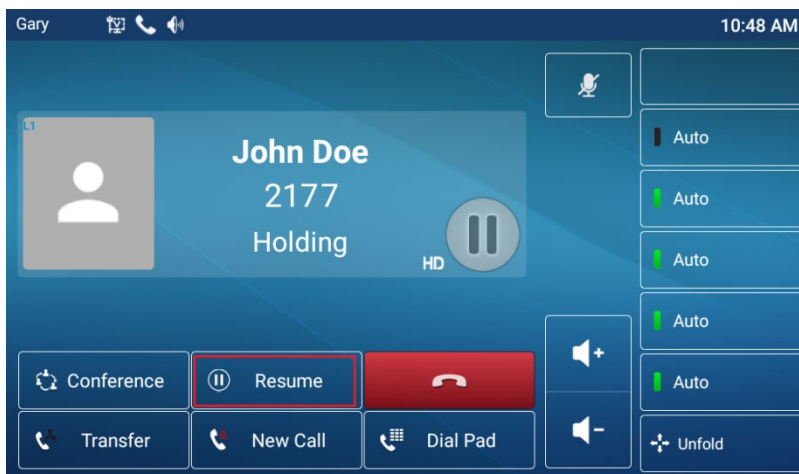 Gary
10:48 AM
L1
John Doe
2177
Holding
HD
Auto
Auto
Auto
Auto
Auto
Conference
Resume
Transfer
New Call
Dial Pad
Unfold